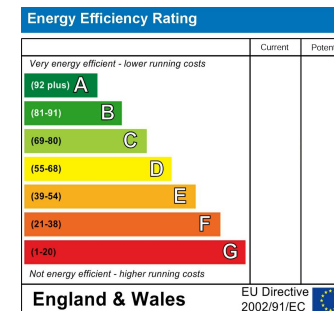 Energy Efficiency Rating
Current Poten
Very energy efficient - lower running costs
(92 plus) A
(81-91) B
(69-80) C
(55-68) D
(39-54) E
(21-38) F
(1-20) G
Not energy efficient - higher running costs
England & Wales
EU Directive
2002/91/EC